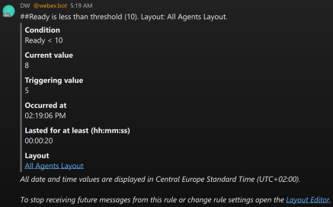 DW @webex.bot 5:19 AM
##Ready is less than threshold (10). Layout: All Agents Layout.
Condition
Ready < 10
Current value
8
Triggering value
5
Occurred at
02:19:06 PM
Lasted for at least (hh:mm:ss)
00:00:20
Layout
All Agents Layout
All date and time values are displayed in Central Europe Standard Time (UTC+02:00).
To stop receiving future messages from this rule or change rule settings open the Layout Editor.